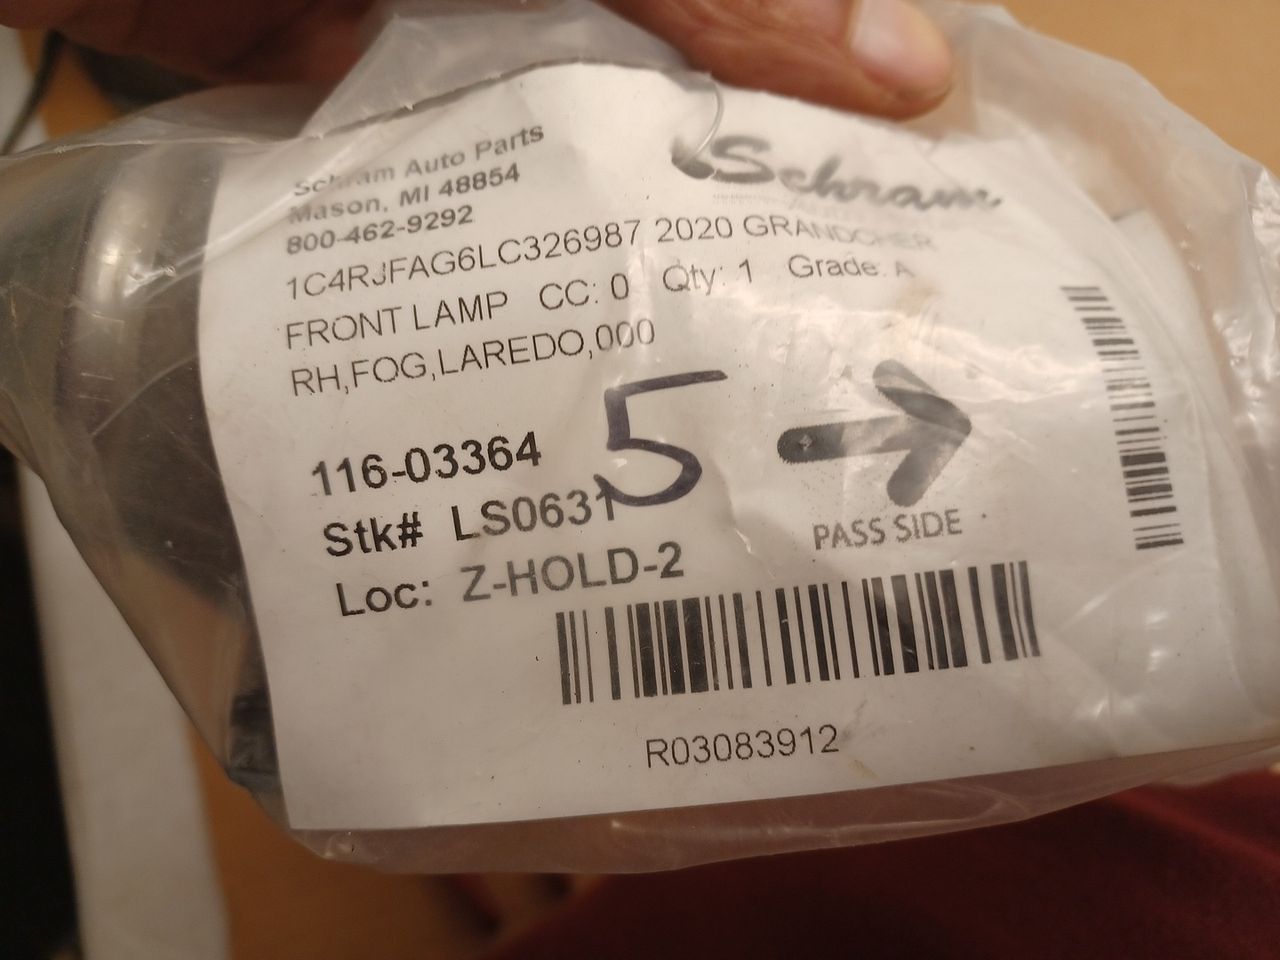 Schram Auto Parts
Mason, MI 48854
800-462-9292
Schram
1C4RJFAG6LC326987 2020 GRANDCHER
FRONT LAMP CC: 0 Qty: 1 Grade: A
RH,FOG,LAREDO,000
5
116-03364
Stk# LS0631
PASS SIDE
Loc: Z-HOLD-2
R03083912